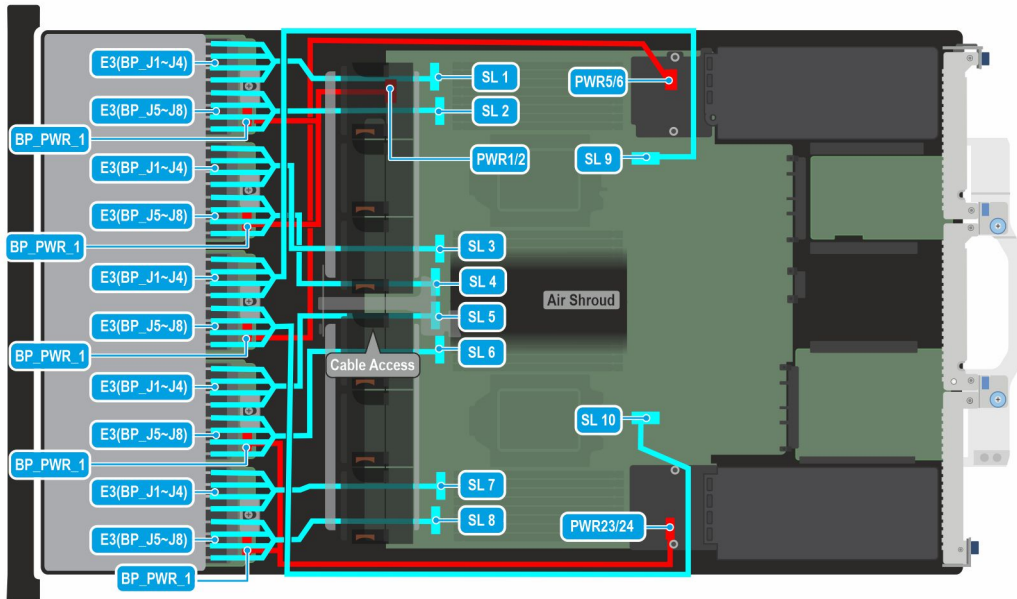 E3(BP_J1~J4)
E3(BP_J5~J8)
BP_PWR_1
E3(BP_J1~J4)
E3(BP_J5~J8)
BP_PWR_1
E3(BP_J1~J4)
E3(BP_J5~J8)
BP_PWR_1
E3(BP_J1~J4)
E3(BP_J5~J8)
BP_PWR_1
E3(BP_J1~J4)
E3(BP_J5~J8)
BP_PWR_1
SL 1
SL 2
PWR1/2
SL 3
SL 4
SL 5
SL 6
Cable Access
SL 7
SL 8
PWR5/6
SL 9
Air Shroud
SL 10
PWR23/24